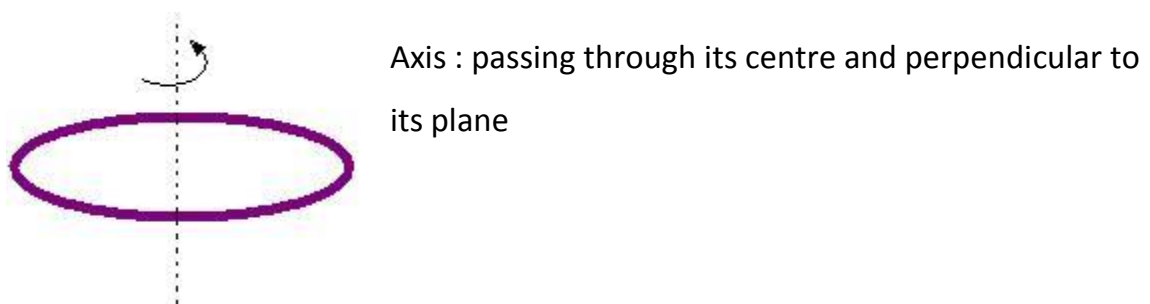 Axis : passing through its centre and perpendicular to
its plane